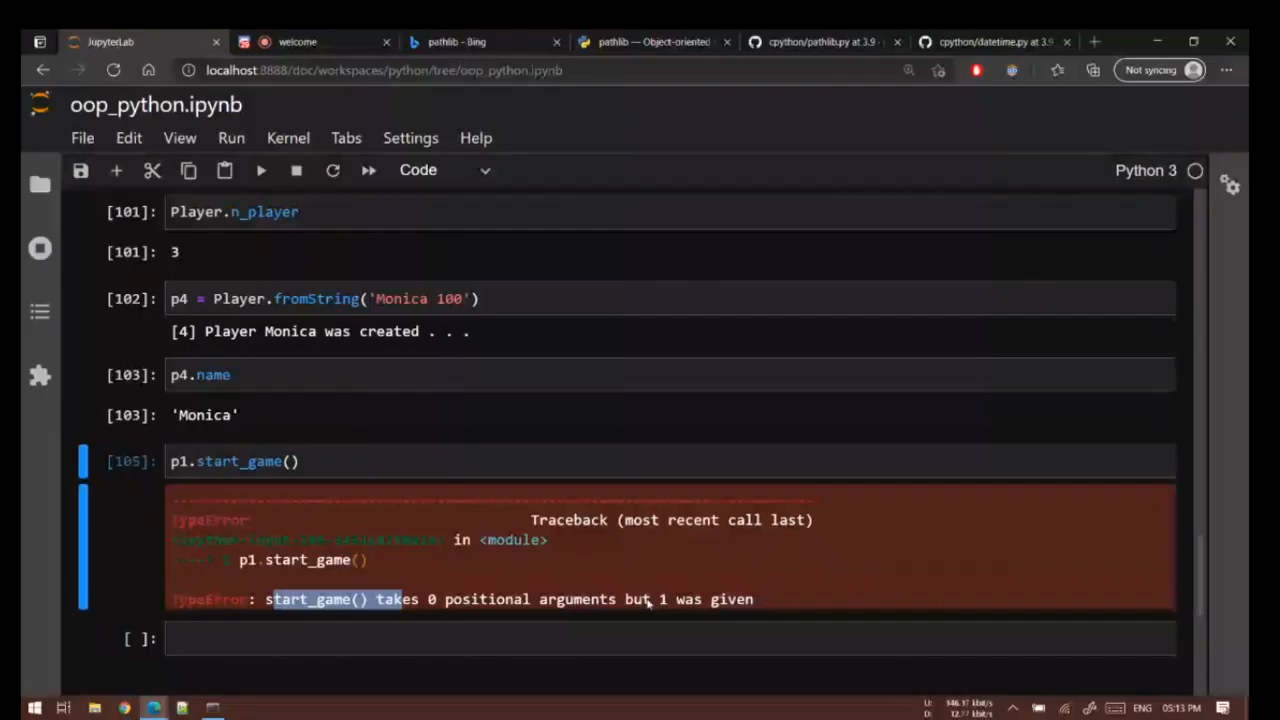 JupyterLab
welcome
pathlib - Bing
pathlib — Object-oriented
cpython/pathlib.py at 3.9 ·
cpython/datetime.py at 3.9
localhost:8888/doc/workspaces/python/tree/oop_python.ipynb
Not syncing
oop_python.ipynb
File Edit View Run Kernel Tabs Settings Help
Code
Python 3
[101]: Player.n_player
[101]: 3
[102]: p4 = Player.fromString('Monica 100')
[4] Player Monica was created . . .
[103]: p4.name
[103]: 'Monica'
[105]: p1.start_game()
TypeError Traceback (most recent call last)
in <module>
p1.start_game()
TypeError: start_game() takes 0 positional arguments but 1 was given
[ ]:
U:
D:
ENG 05:13 PM